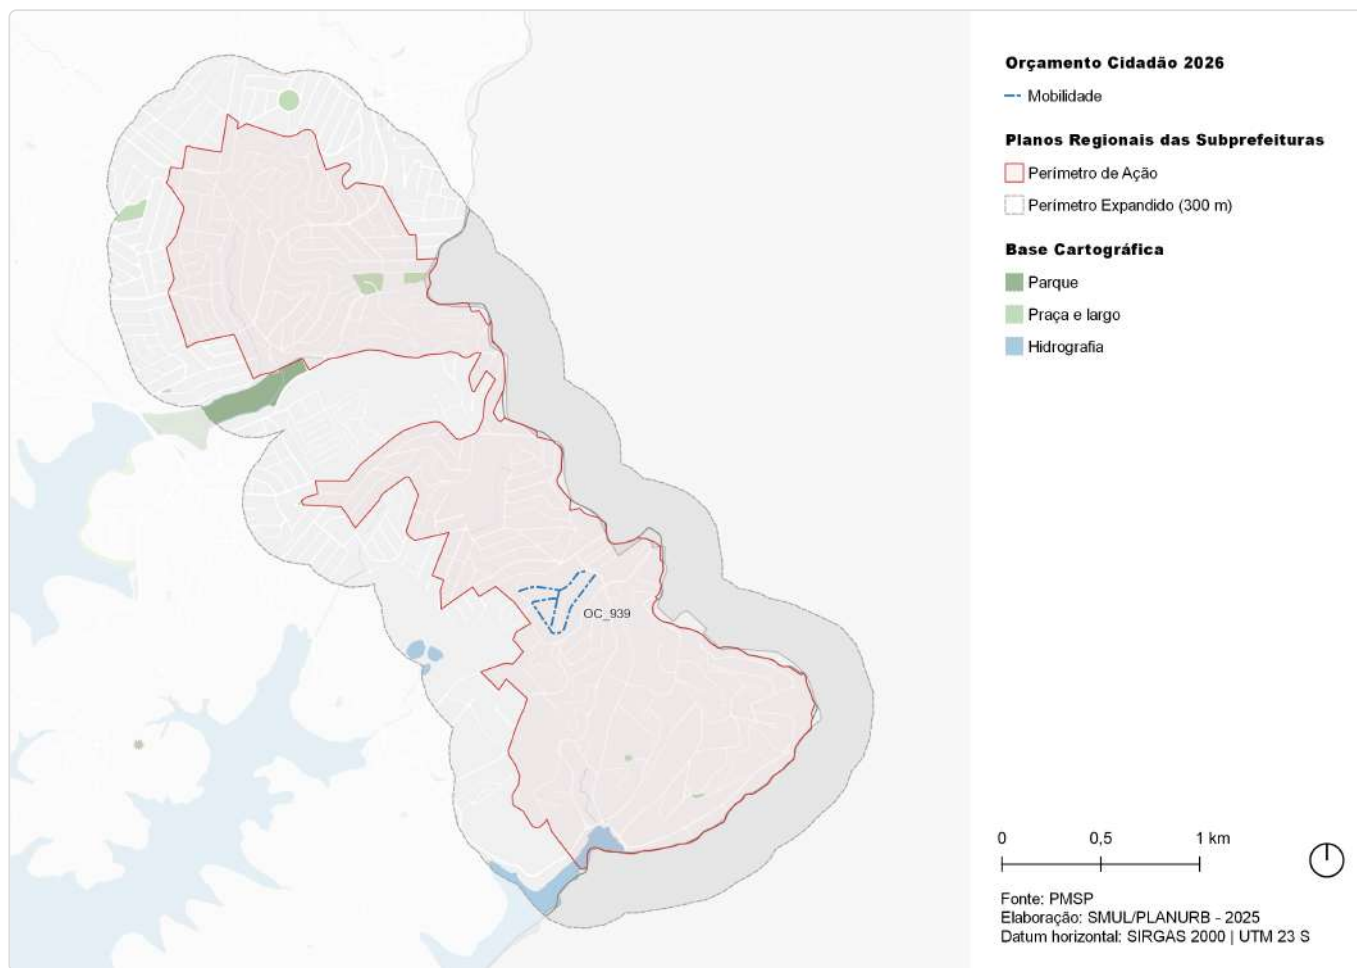 Orçamento Cidadão 2026
Mobilidade
Planos Regionais das Subprefeituras
Perímetro de Ação
Perímetro Expandido (300 m)
Base Cartográfica
Parque
Praça e largo
Hidrografia
OC_939
0 0,5 1 km
Fonte: PMSP
Elaboração: SMUL/PLANURB - 2025
Datum horizontal: SIRGAS 2000 | UTM 23 S